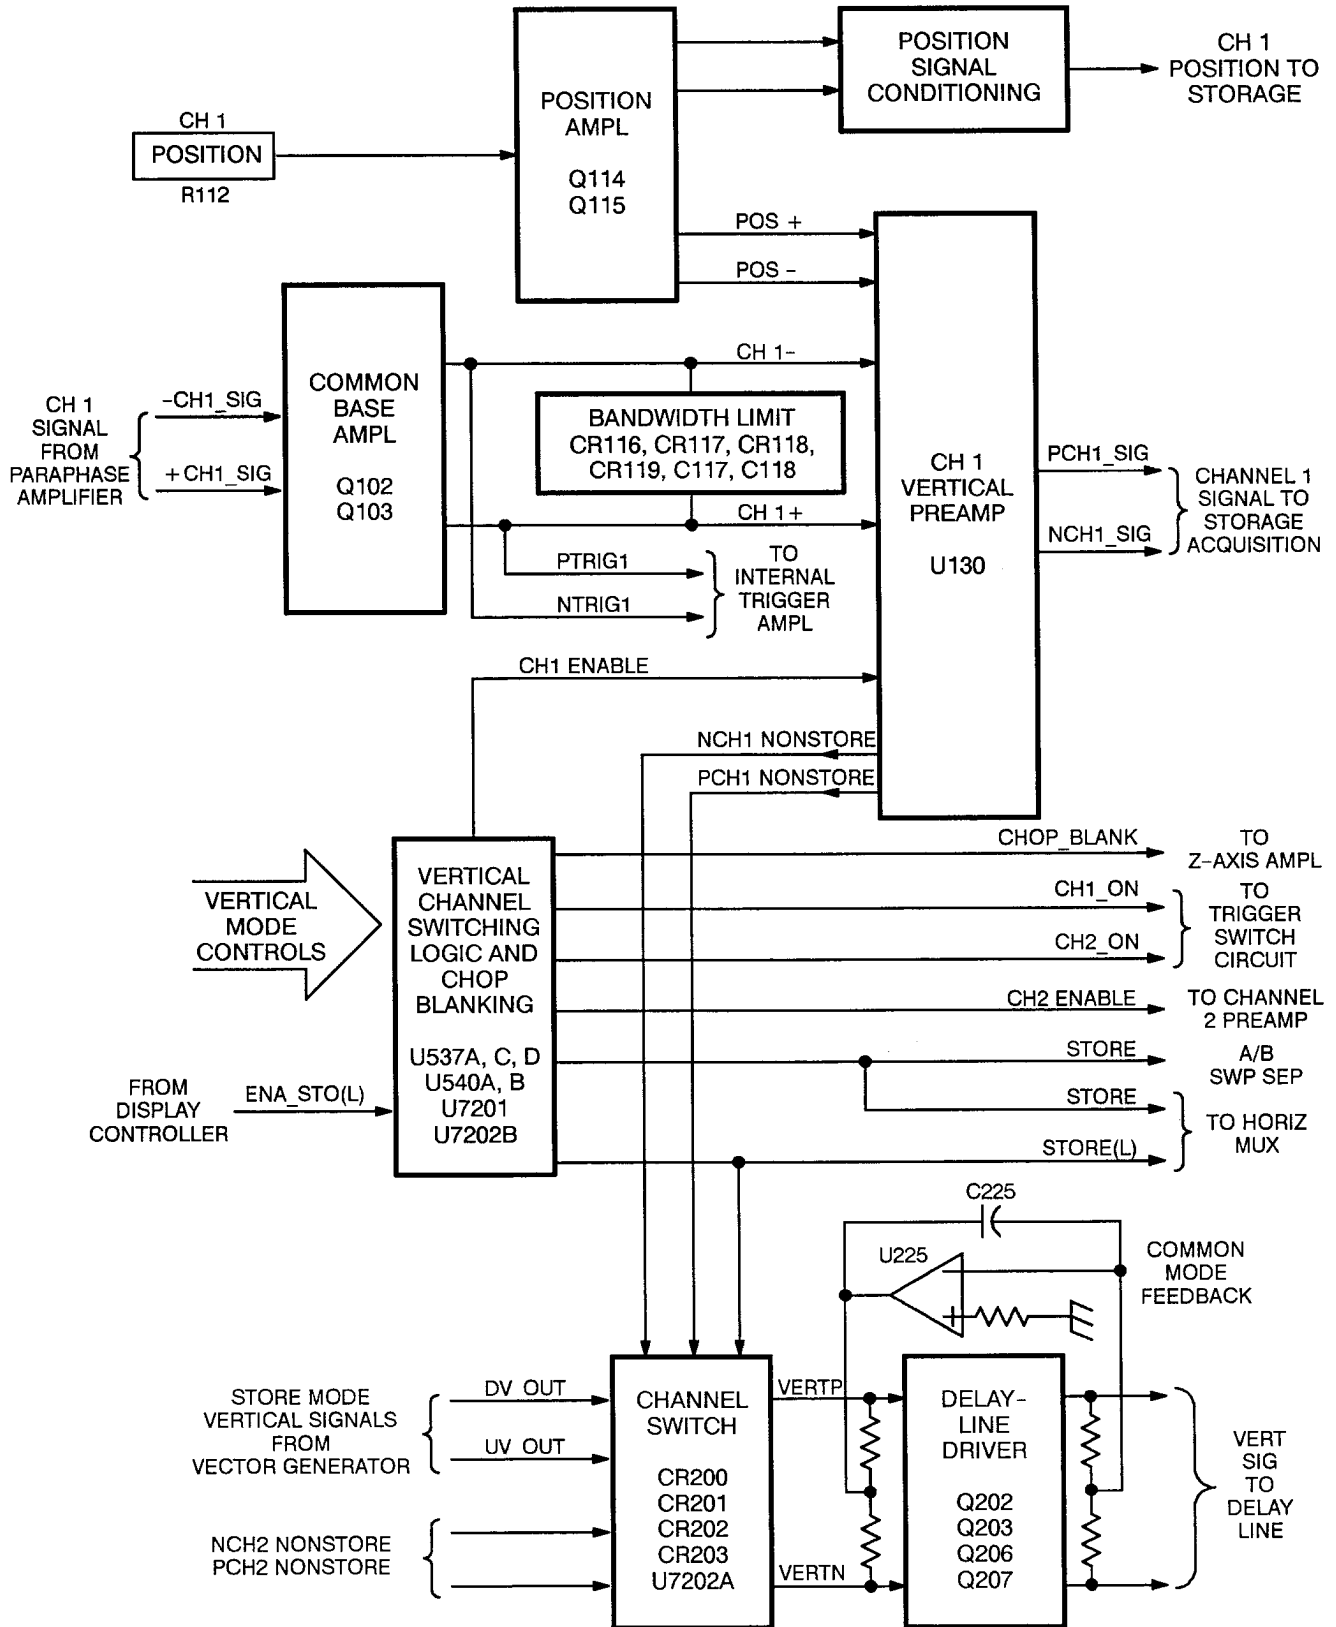 POSITION
SIGNAL
CONDITIONING
CH 1
POSITION TO
STORAGE
POSITION
AMPL
Q114
Q115
CH 1
POSITION
R112
POS +
POS -
COMMON
BASE
AMPL
Q102
Q103
CH 1
SIGNAL
FROM
PARAPHASE
AMPLIFIER
-CH1_SIG
+CH1_SIG
CH 1-
BANDWIDTH LIMIT
CR116, CR117, CR118,
CR119, C117, C118
CH 1+
CH 1
VERTICAL
PREAMP
U130
PCH1_SIG
NCH1_SIG
CHANNEL 1
SIGNAL TO
STORAGE
ACQUISITION
PTRIG1
NTRIG1
TO
INTERNAL
TRIGGER
AMPL
CH1 ENABLE
NCH1 NONSTORE
PCH1 NONSTORE
VERTICAL
MODE
CONTROLS
VERTICAL
CHANNEL
SWITCHING
LOGIC AND
CHOP
BLANKING
U537A, C, D
U540A, B
U7201
U7202B
FROM
DISPLAY
CONTROLLER
ENA_STO(L)
CHOP_BLANK
TO
Z-AXIS AMPL
CH1_ON
CH2_ON
TO
TRIGGER
SWITCH
CIRCUIT
CH2 ENABLE
TO CHANNEL
2 PREAMP
STORE
A/B
SWP SEP
STORE
STORE(L)
TO HORIZ
MUX
C225
U225
COMMON
MODE
FEEDBACK
STORE MODE
VERTICAL SIGNALS
FROM
VECTOR GENERATOR
DV OUT
UV OUT
NCH2 NONSTORE
PCH2 NONSTORE
CHANNEL
SWITCH
CR200
CR201
CR202
CR203
U7202A
VERTP
VERTN
DELAY-
LINE
DRIVER
Q202
Q203
Q206
Q207
VERT
SIG
TO
DELAY
LINE